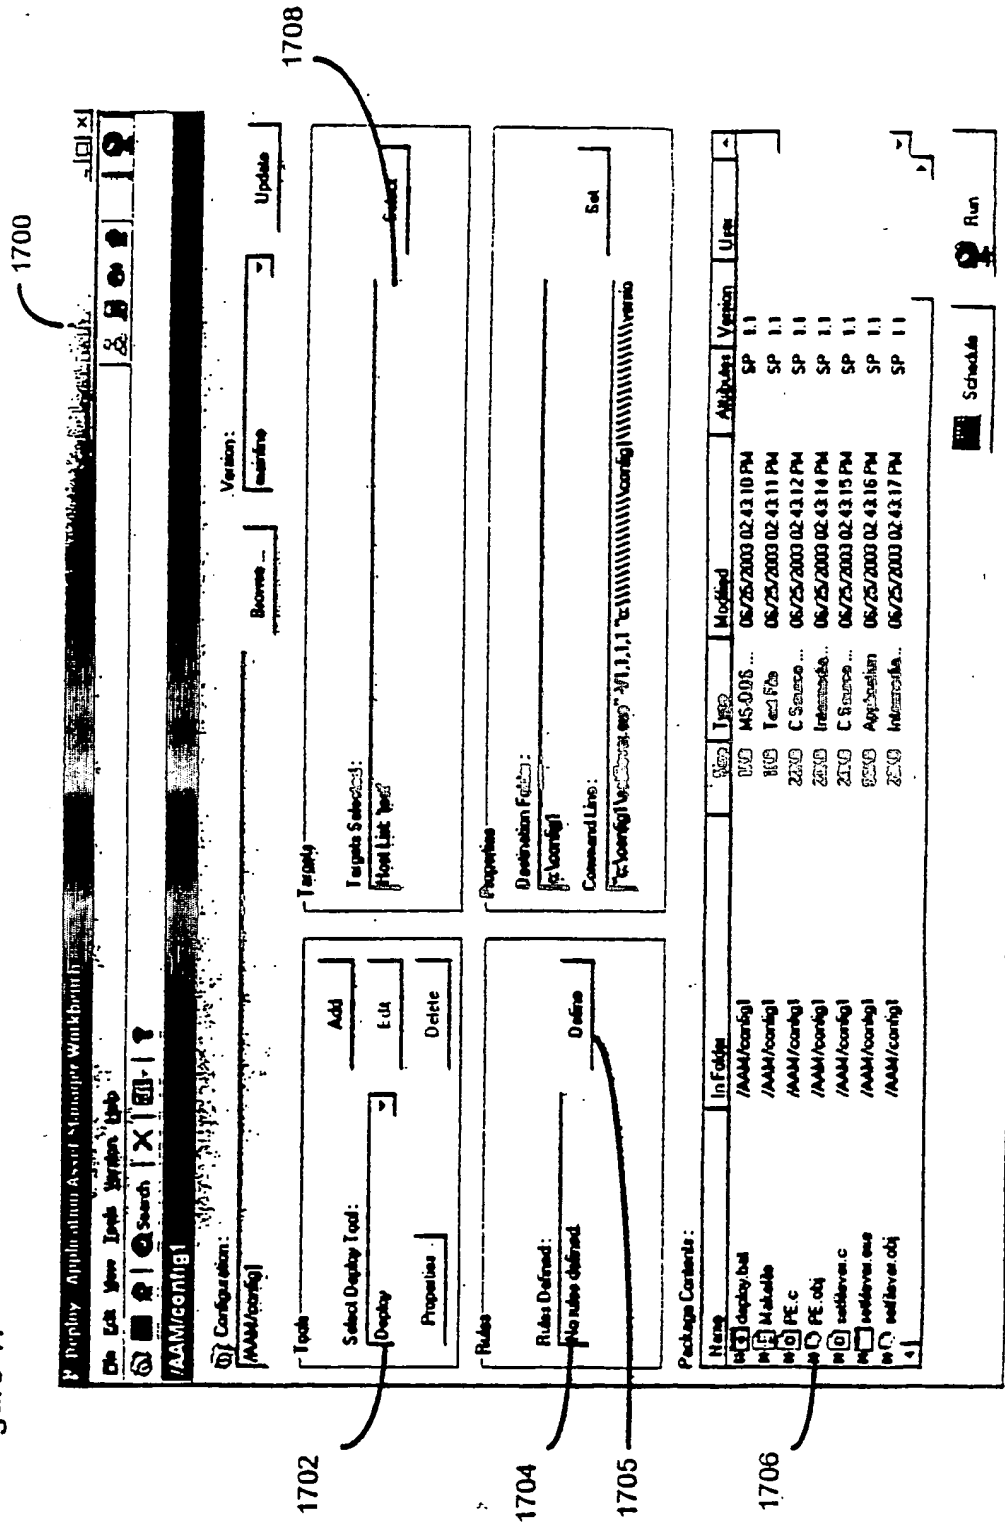 1700
1708
Deploy Application Asset Manager Workbench
File Edit View Tools Version Help
Search
//AAM/config1
Configuration:
//AAM/config1
Browse ...
Version:
mainline
Update
Tools
Select Deploy Tool:
Deploy
Properties
Add
Edit
Delete
Targets
Targets Selected:
Host List
Select
Rules
Rules Defined:
No rules defined.
Define
Properties
Destination Folder:
c:\config1
Command Line:
Set
Package Contents:
Name In Folder Size Type Modified Attributes Version User
deploy.bat //AAM/config1 MS-DOS ... 06/25/2003 02:43:10 PM SP 1.1
Makefile //AAM/config1 Text File 06/25/2003 02:43:11 PM SP 1.1
PE.c //AAM/config1 C Source ... 06/25/2003 02:43:12 PM SP 1.1
PE.obj //AAM/config1 Intermedia... 06/25/2003 02:43:14 PM SP 1.1
setfilever.c //AAM/config1 C Source ... 06/25/2003 02:43:15 PM SP 1.1
setfilever.exe //AAM/config1 Application 06/25/2003 02:43:16 PM SP 1.1
setfilever.obj //AAM/config1 Intermedia... 06/25/2003 02:43:17 PM SP 1.1
Schedule
Run
1702
1704
1705
1706